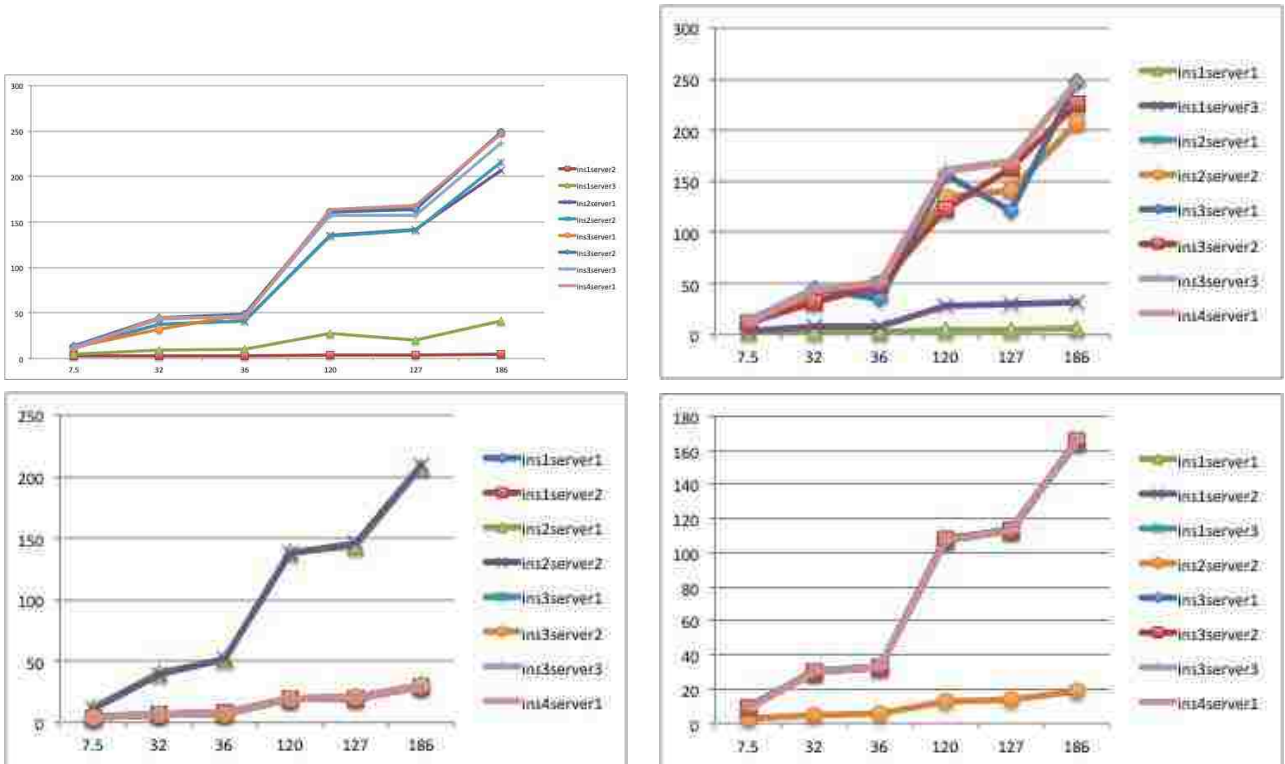 300
250
200
150
100
50
0
7.5 32 36 120 127 186
ins1server2
ins1server3
ins2server1
ins2server2
ins3server1
ins3server2
ins3server3
ins4server1
300
250
200
150
100
50
0
7.5 32 36 120 127 186
ins1server1
ins1server3
ins2server1
ins2server2
ins3server1
ins3server2
ins3server3
ins4server1
250
200
150
100
50
0
7.5 32 36 120 127 186
ins1server1
ins1server2
ins2server1
ins2server2
ins3server1
ins3server2
ins3server3
ins4server1
180
160
140
120
100
80
60
40
20
0
7.5 32 36 120 127 186
ins1server1
ins1server2
ins1server3
ins2server2
ins3server1
ins3server2
ins3server3
ins4server1